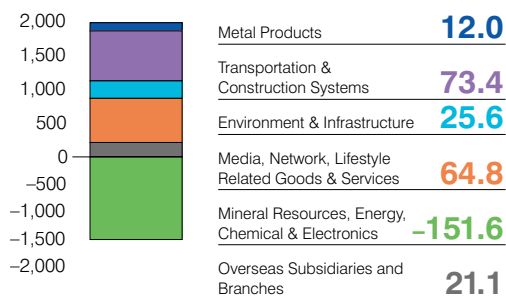 2,000
1,500
1,000
500
0
–500
–1,000
–1,500
–2,000
Metal Products 12.0
Transportation &
Construction Systems 73.4
Environment & Infrastructure 25.6
Media, Network, Lifestyle
Related Goods & Services 64.8
Mineral Resources, Energy,
Chemical & Electronics –151.6
Overseas Subsidiaries and
Branches 21.1